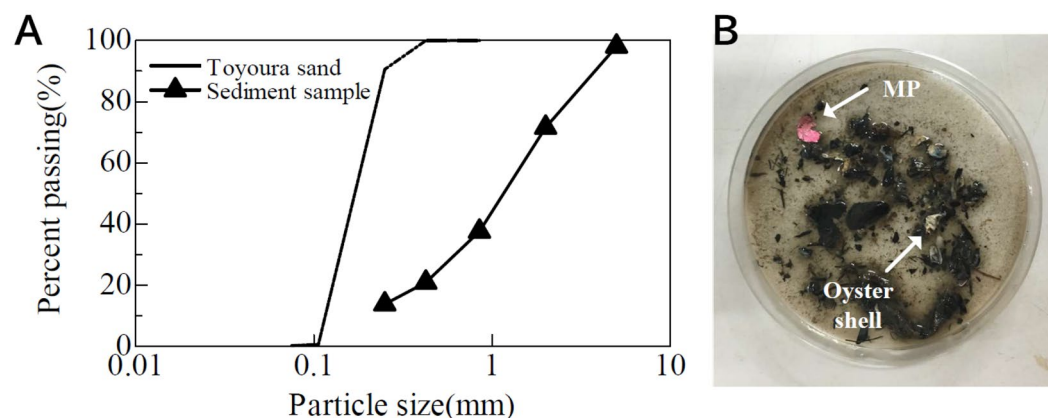 A
Percent passing(%)
100
80
60
40
20
0
Toyoura sand
Sediment sample
0.01
0.1
1
10
Particle size(mm)
B
MP
Oyster
shell